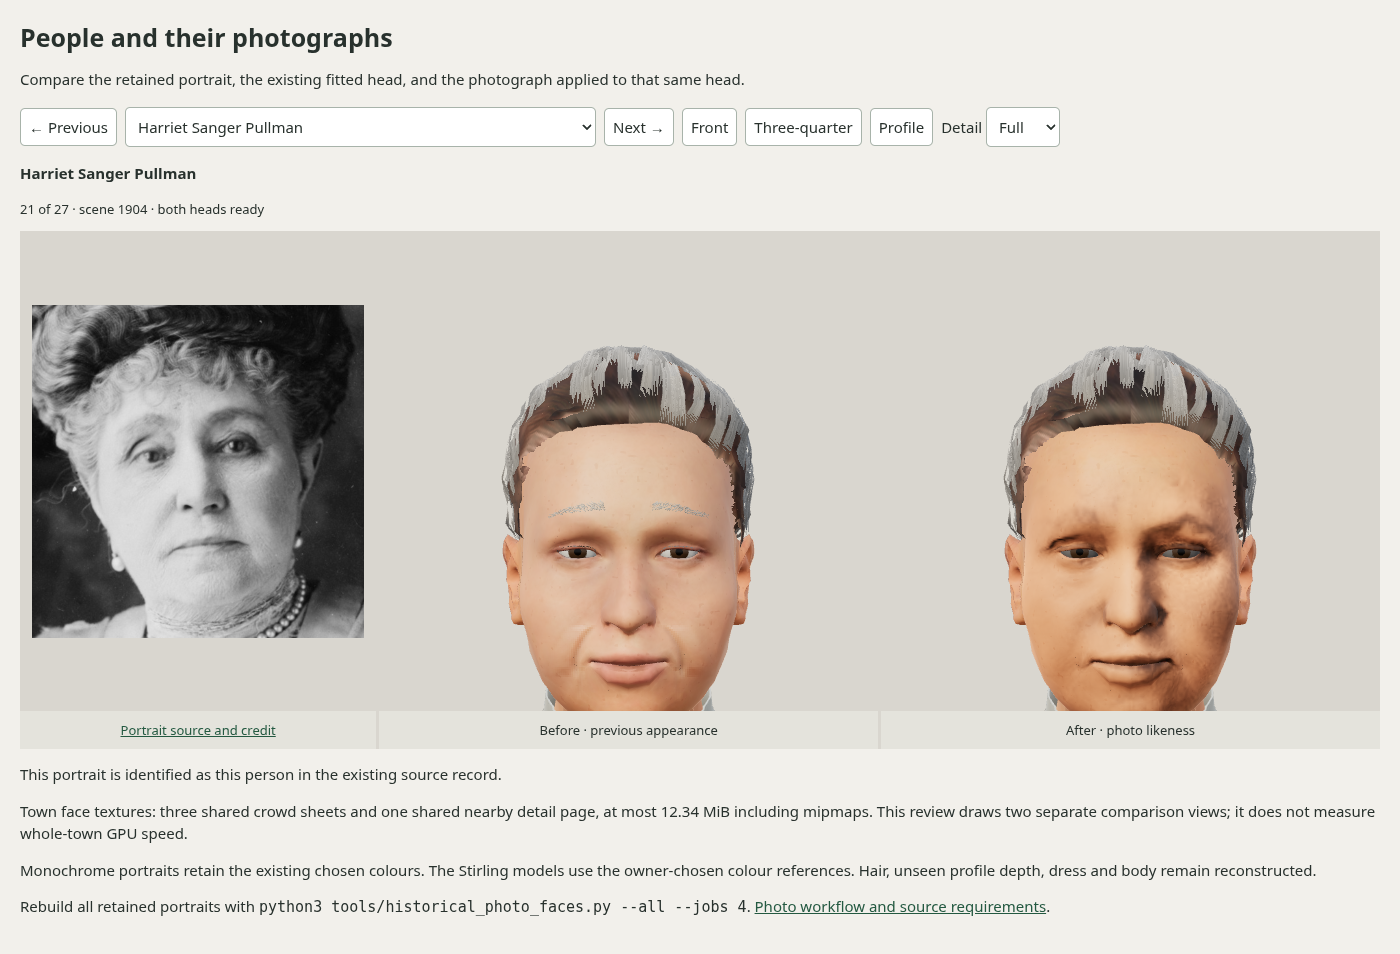 People and their photographs
Compare the retained portrait, the existing fitted head, and the photograph applied to that same head.
← Previous Harriet Sanger Pullman Next → Front Three-quarter Profile Detail Full
Harriet Sanger Pullman
21 of 27 · scene 1904 · both heads ready
Portrait source and credit Before · previous appearance After · photo likeness
This portrait is identified as this person in the existing source record.
Town face textures: three shared crowd sheets and one shared nearby detail page, at most 12.34 MiB including mipmaps. This review draws two separate comparison views; it does not measure
whole-town GPU speed.
Monochrome portraits retain the existing chosen colours. The Stirling models use the owner-chosen colour references. Hair, unseen profile depth, dress and body remain reconstructed.
Rebuild all retained portraits with python3 tools/historical_photo_faces.py --all --jobs 4. Photo workflow and source requirements.